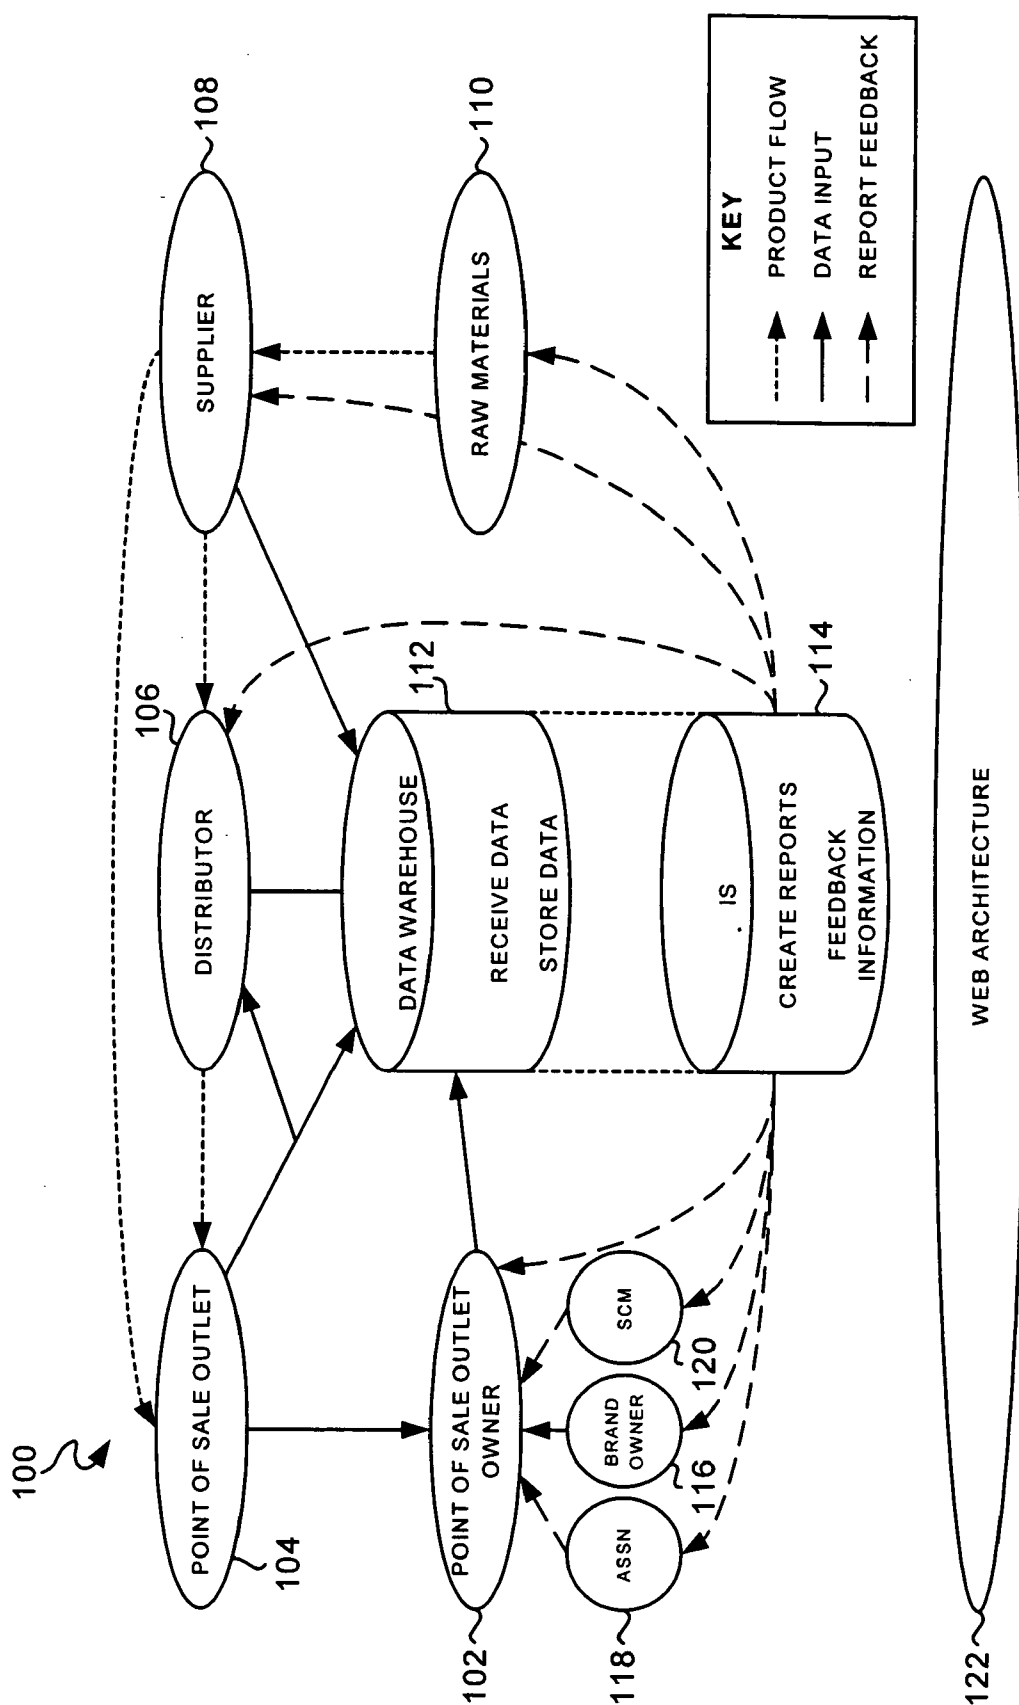 100
POINT OF SALE OUTLET
104
DISTRIBUTOR
106
SUPPLIER
108
POINT OF SALE OUTLET
OWNER
102
DATA WAREHOUSE
RECEIVE DATA
STORE DATA
112
RAW MATERIALS
110
ASSN
118
BRAND
OWNER
116
SCM
120
IS
CREATE REPORTS
FEEDBACK
INFORMATION
114
KEY
PRODUCT FLOW
DATA INPUT
REPORT FEEDBACK
WEB ARCHITECTURE
122